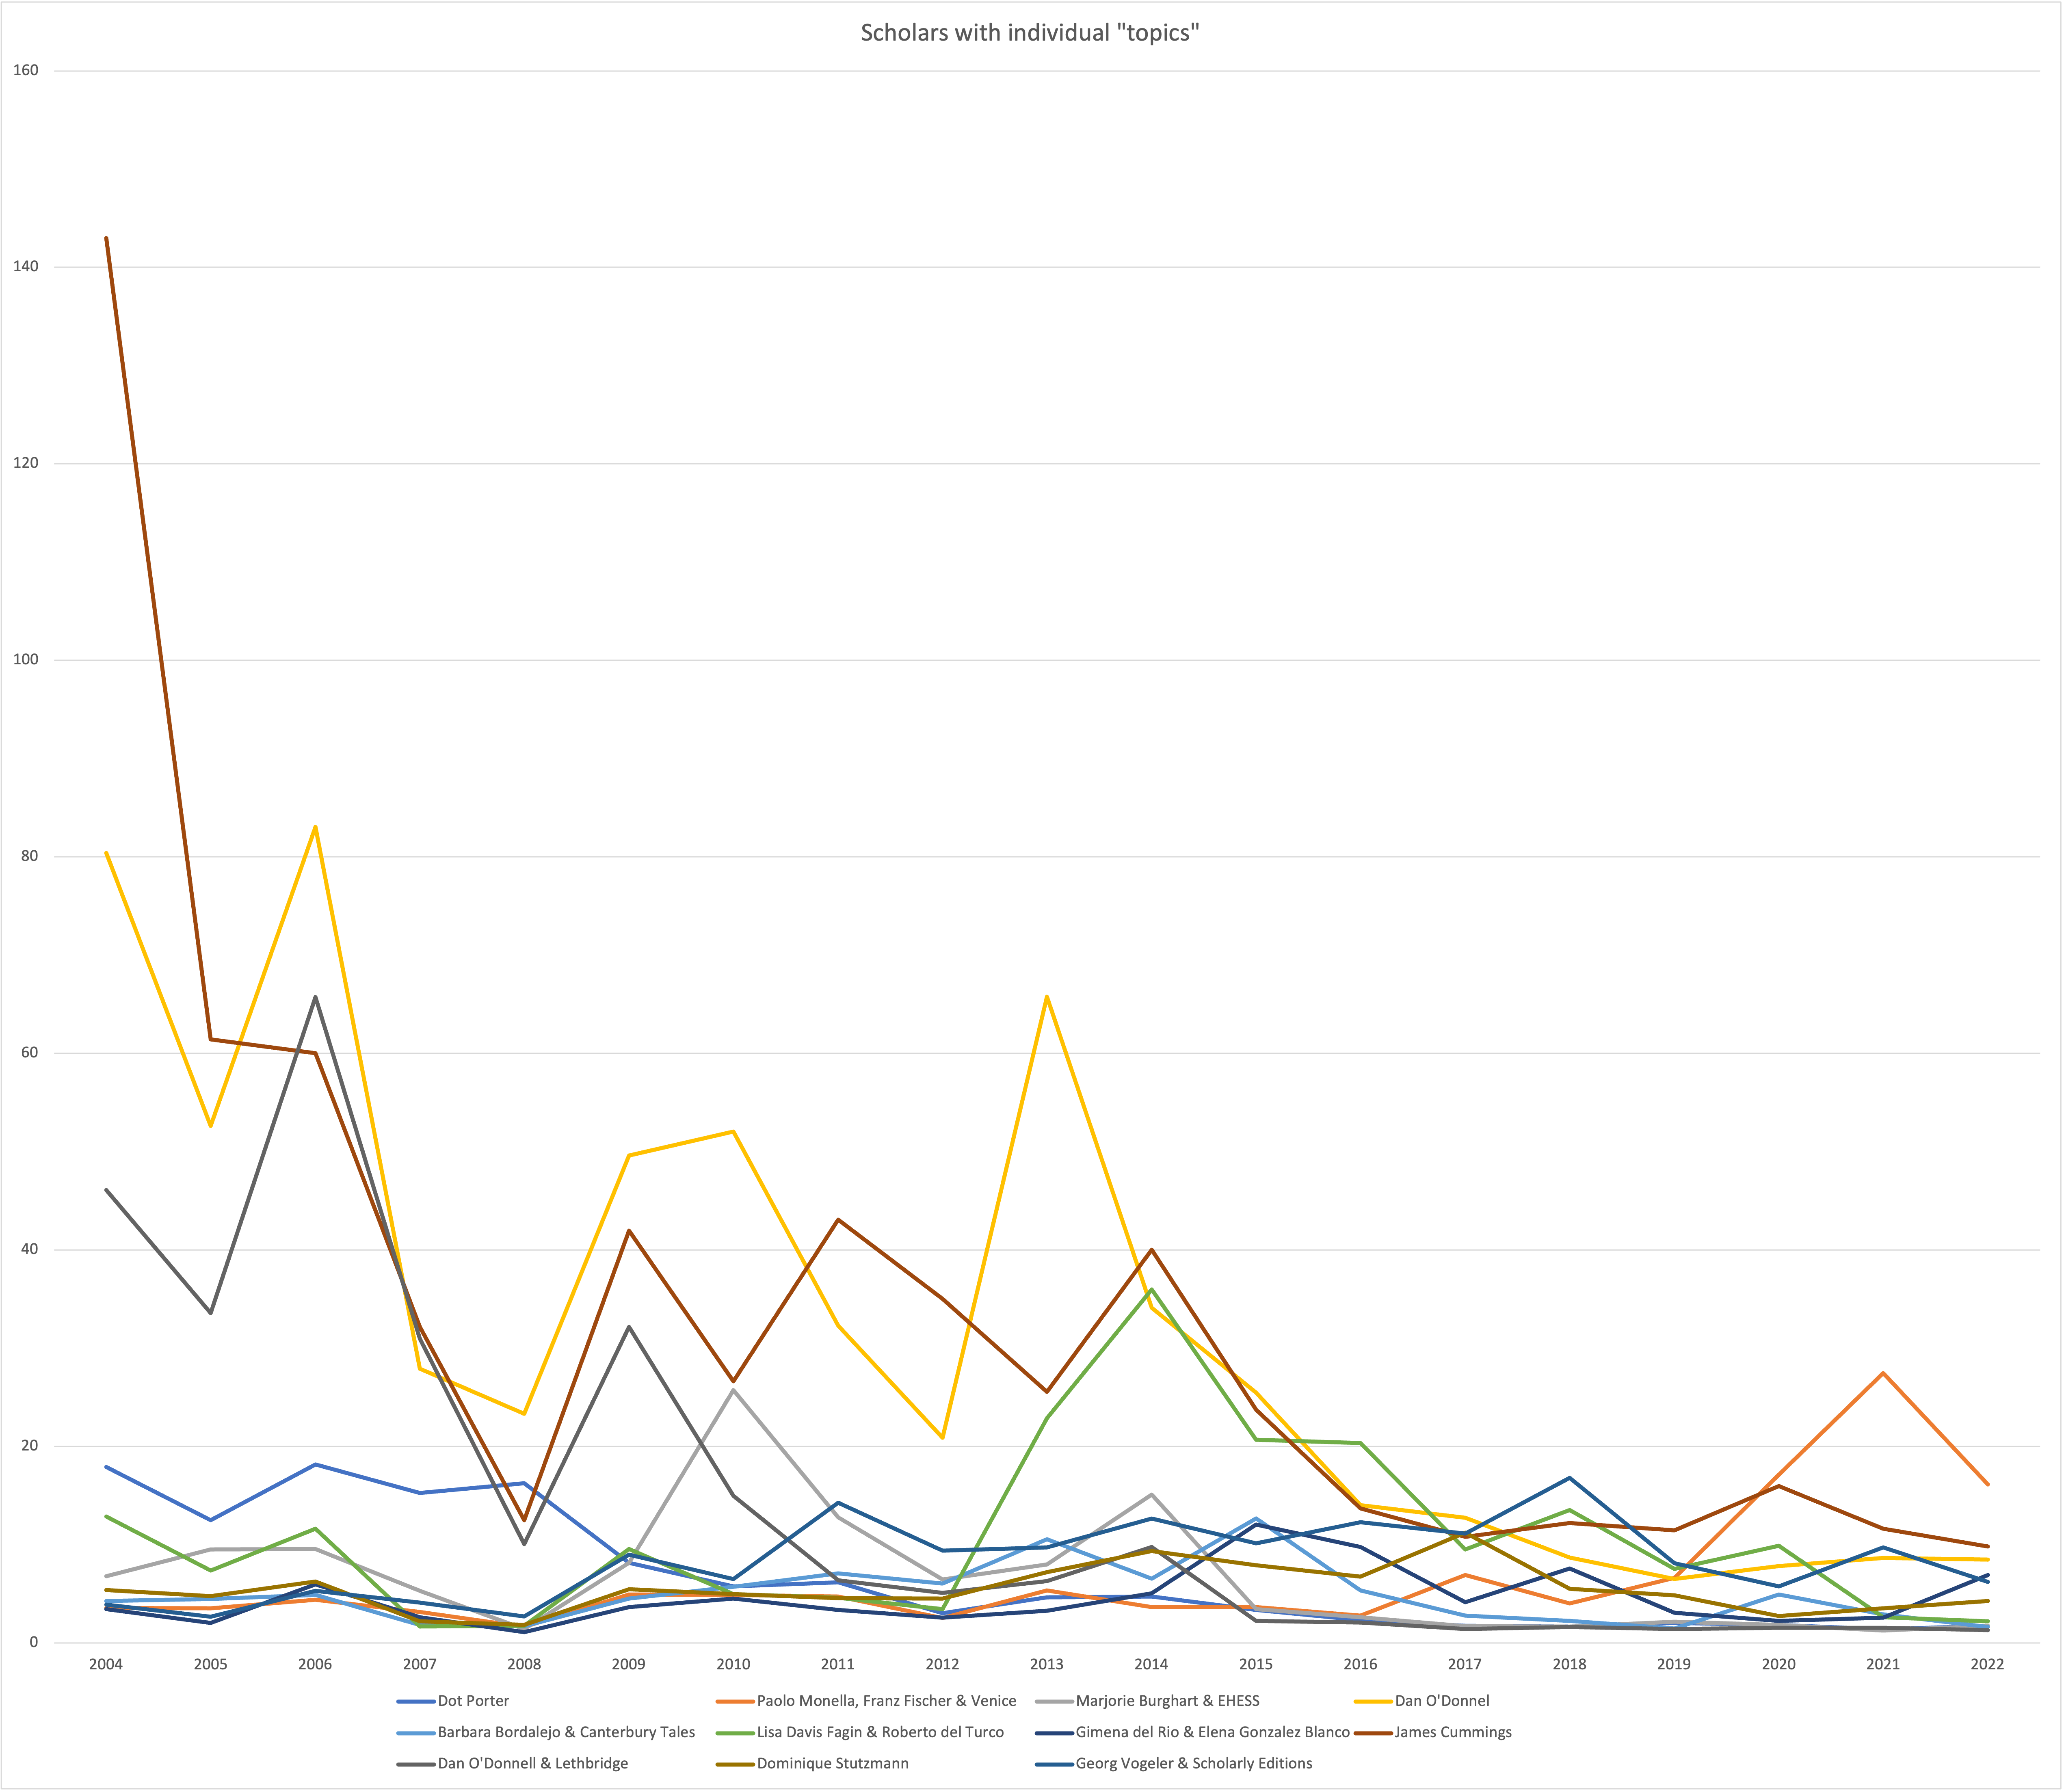 Scholars with individual "topics"
160
140
120
100
80
60
40
20
0
2004 2005 2006 2007 2008 2009 2010 2011 2012 2013 2014 2015 2016 2017 2018 2019 2020 2021 2022
Dot Porter Paolo Monella, Franz Fischer & Venice Marjorie Burghart & EHESS Dan O'Donnel
Barbara Bordalejo & Canterbury Tales Lisa Davis Fagin & Roberto del Turco Gimena del Rio & Elena Gonzalez Blanco James Cummings
Dan O'Donnell & Lethbridge Dominique Stutzmann Georg Vogeler & Scholarly Editions